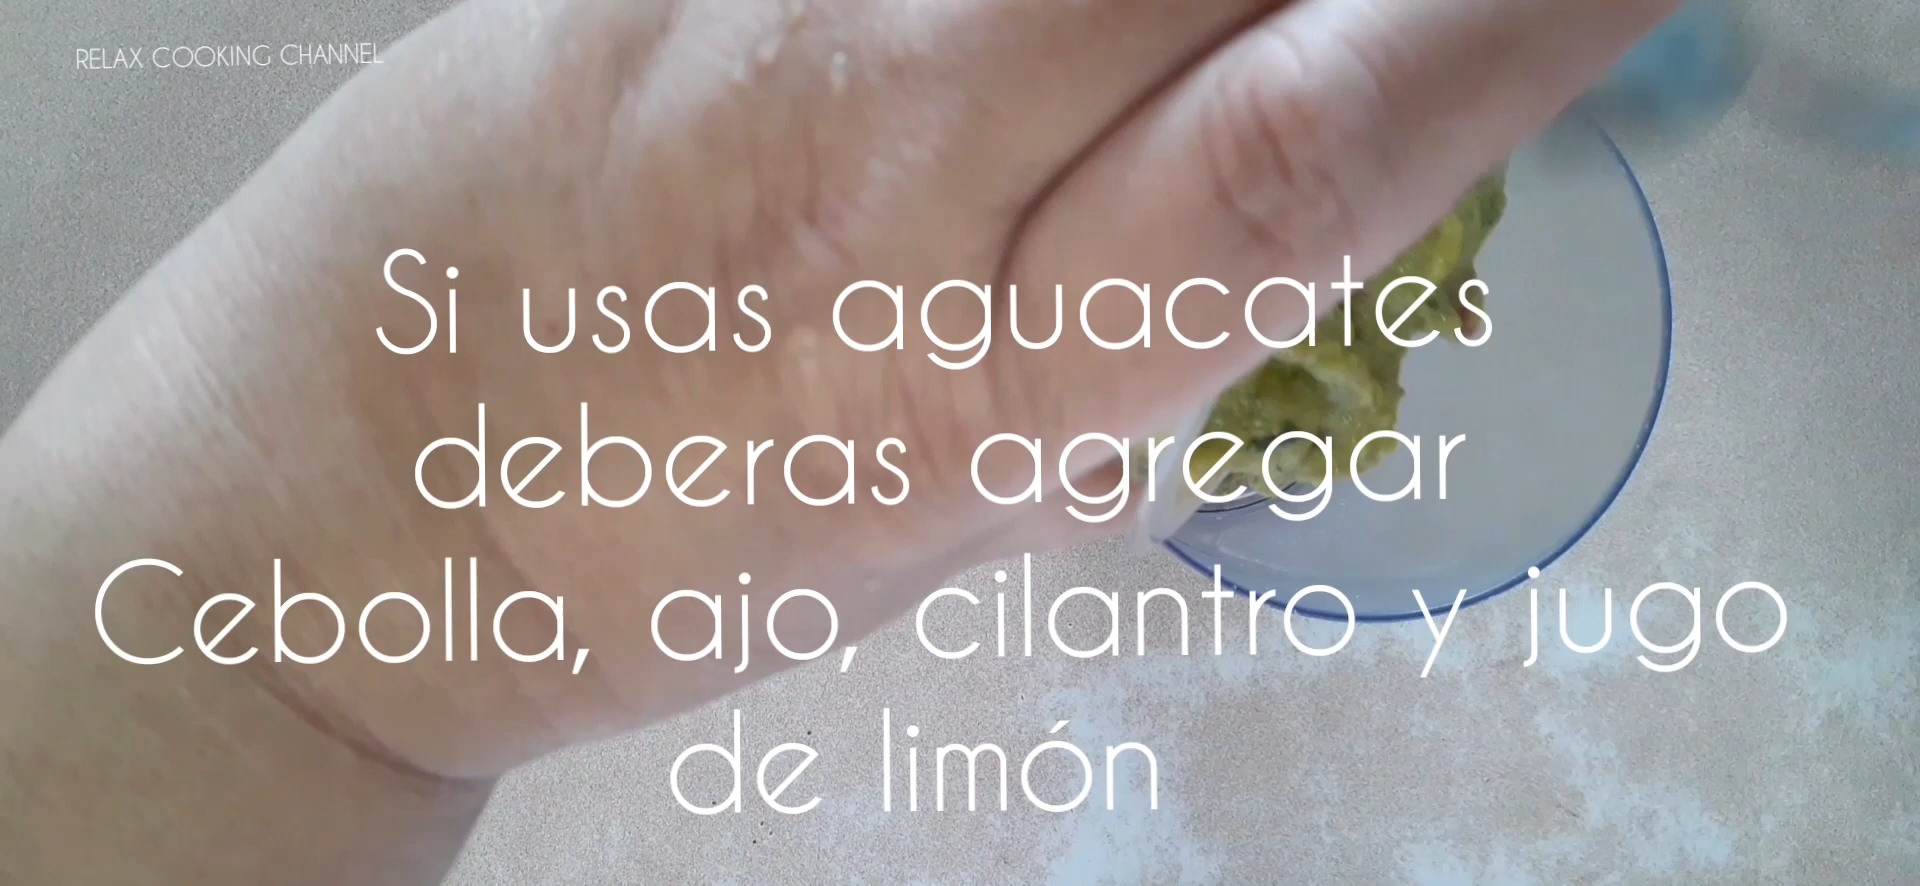 RELAX COOKING CHANNEL
Si usas aguacates
deberas agregar
Cebolla, ajo, cilantro y jugo
de limón